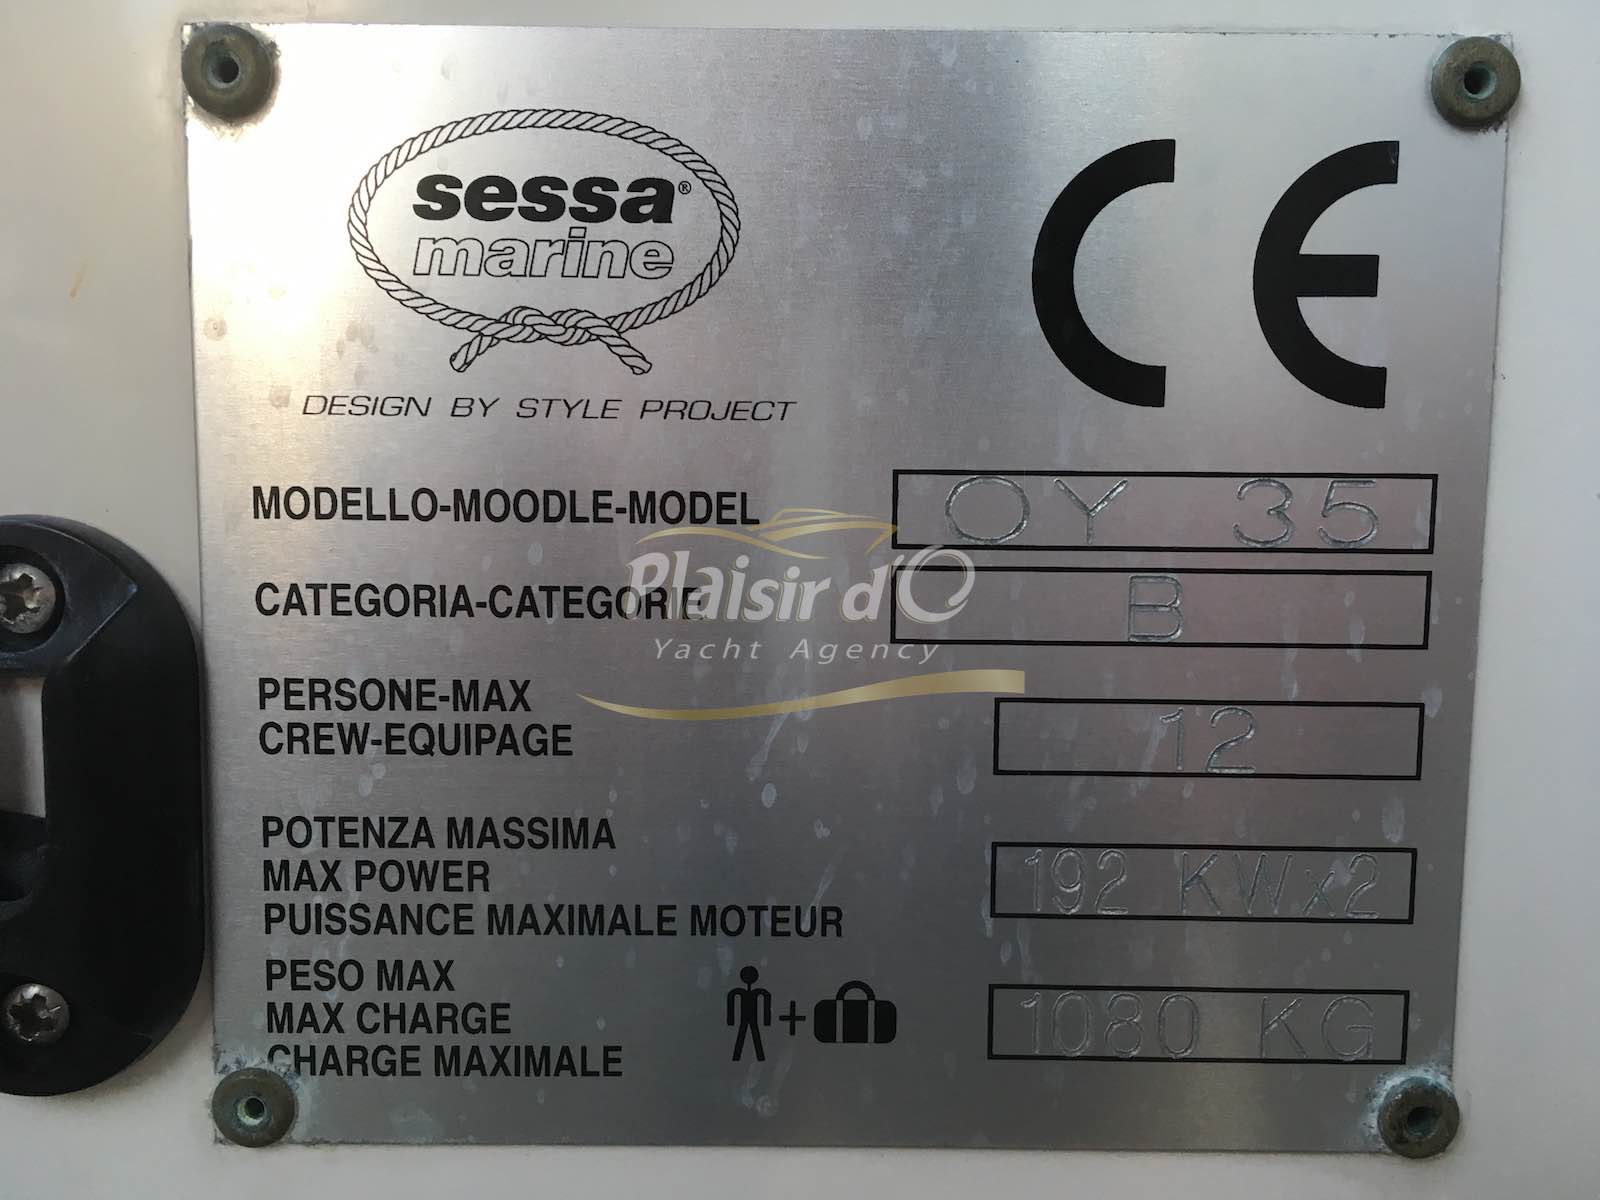 sessa®
marine
DESIGN BY STYLE PROJECT
CE
MODELLO-MOODLE-MODEL OY 35
CATEGORIA-CATEGORIE B
PERSONE-MAX
CREW-EQUIPAGE 12
POTENZA MASSIMA
MAX POWER 192 KWx2
PUISSANCE MAXIMALE MOTEUR
PESO MAX
MAX CHARGE 1080 KG
CHARGE MAXIMALE
Plaisir d'O
Yacht Agency